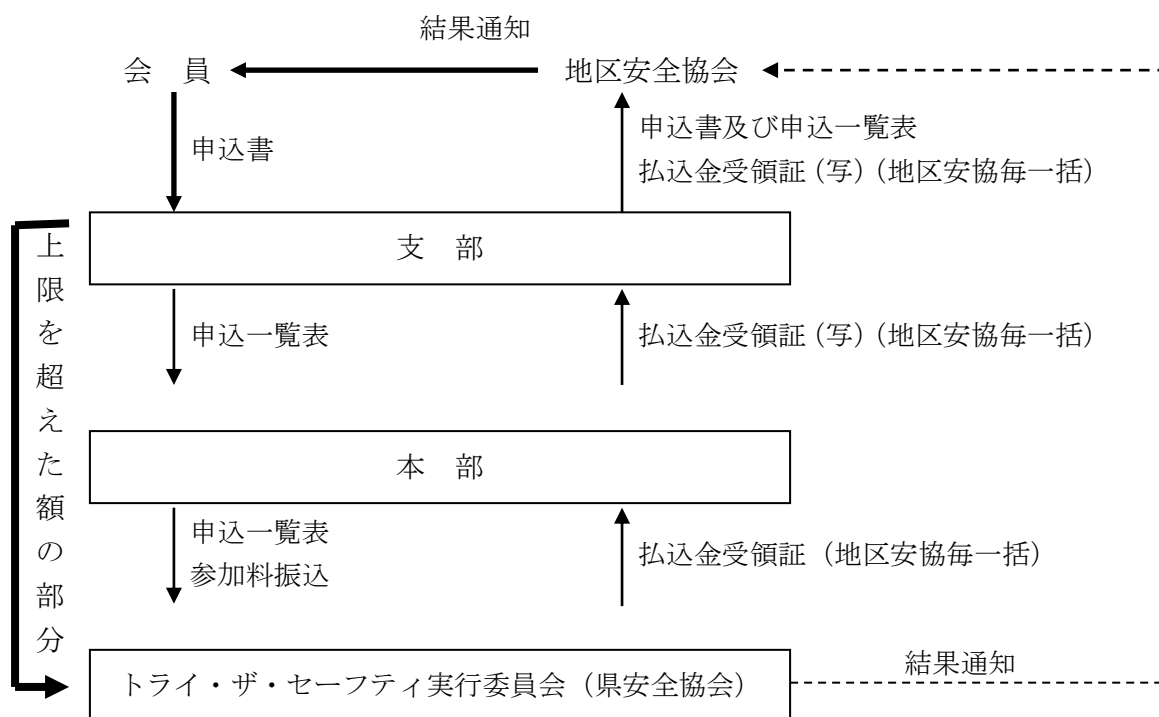 結果通知
会　員
地区安全協会
申込書
申込書及び申込一覧表
払込金受領証(写)(地区安協毎一括)
支　部
上限を超えた額の部分
申込一覧表
払込金受領証(写)(地区安協毎一括)
本　部
申込一覧表
参加料振込
払込金受領証(地区安協毎一括)
トライ・ザ・セーフティ実行委員会(県安全協会)
結果通知